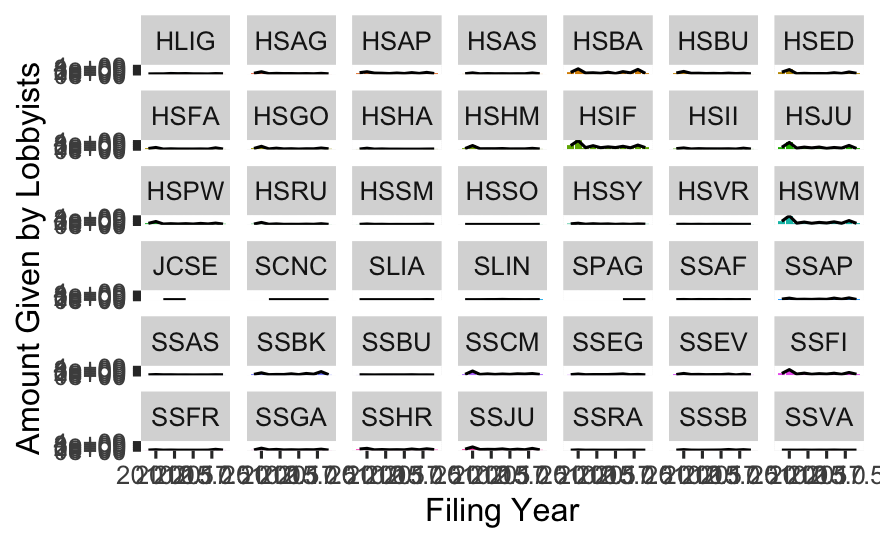 HLIG HSAG HSAP HSAS HSBA HSBU HSED
HSFA HSGO HSHA HSHM HSIF HSII HSJU
HSPW HSRU HSSM HSSO HSSY HSVR HSWM
JCSE SCNC SLIA SLIN SPAG SSAF SSAP
SSAS SSBK SSBU SSCM SSEG SSEV SSFI
SSFR SSGA SSHR SSJU SSRA SSSB SSVA
Filing Year
Amount Given by Lobbyists